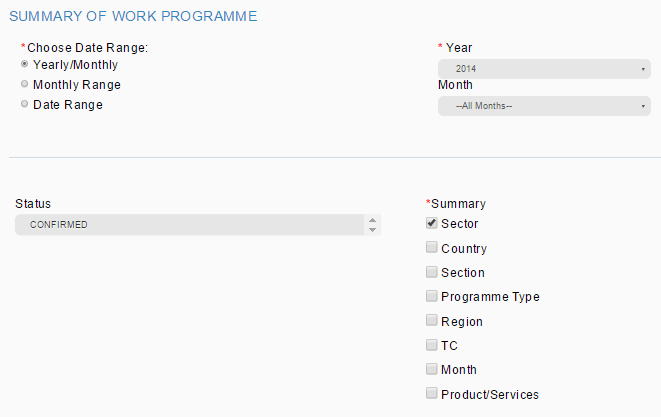 SUMMARY OF WORK PROGRAMME
*Choose Date Range:
Yearly/Monthly
Monthly Range
Date Range
* Year
2014
Month
--All Months--
Status
CONFIRMED
*Summary
Sector
Country
Section
Programme Type
Region
TC
Month
Product/Services